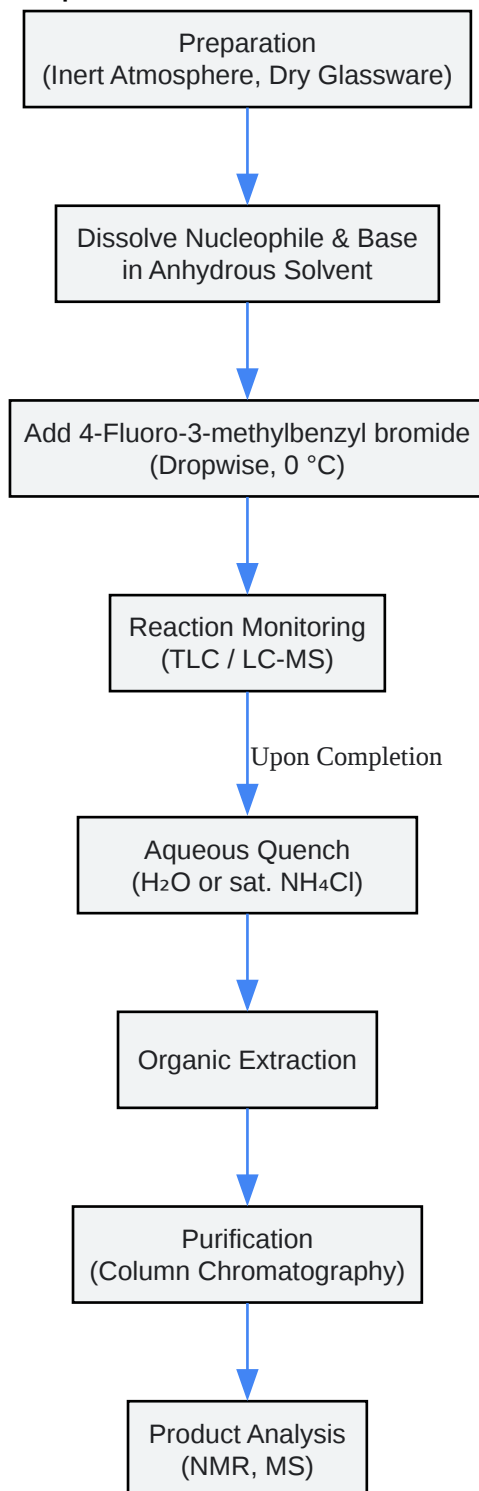 Preparation
(Inert Atmosphere, Dry Glassware)
Dissolve Nucleophile & Base
in Anhydrous Solvent
Add 4-Fluoro-3-methylbenzyl bromide
(Dropwise, 0 °C)
Reaction Monitoring
(TLC / LC-MS)
Upon Completion
Aqueous Quench
(H₂O or sat. NH₄Cl)
Organic Extraction
Purification
(Column Chromatography)
Product Analysis
(NMR, MS)